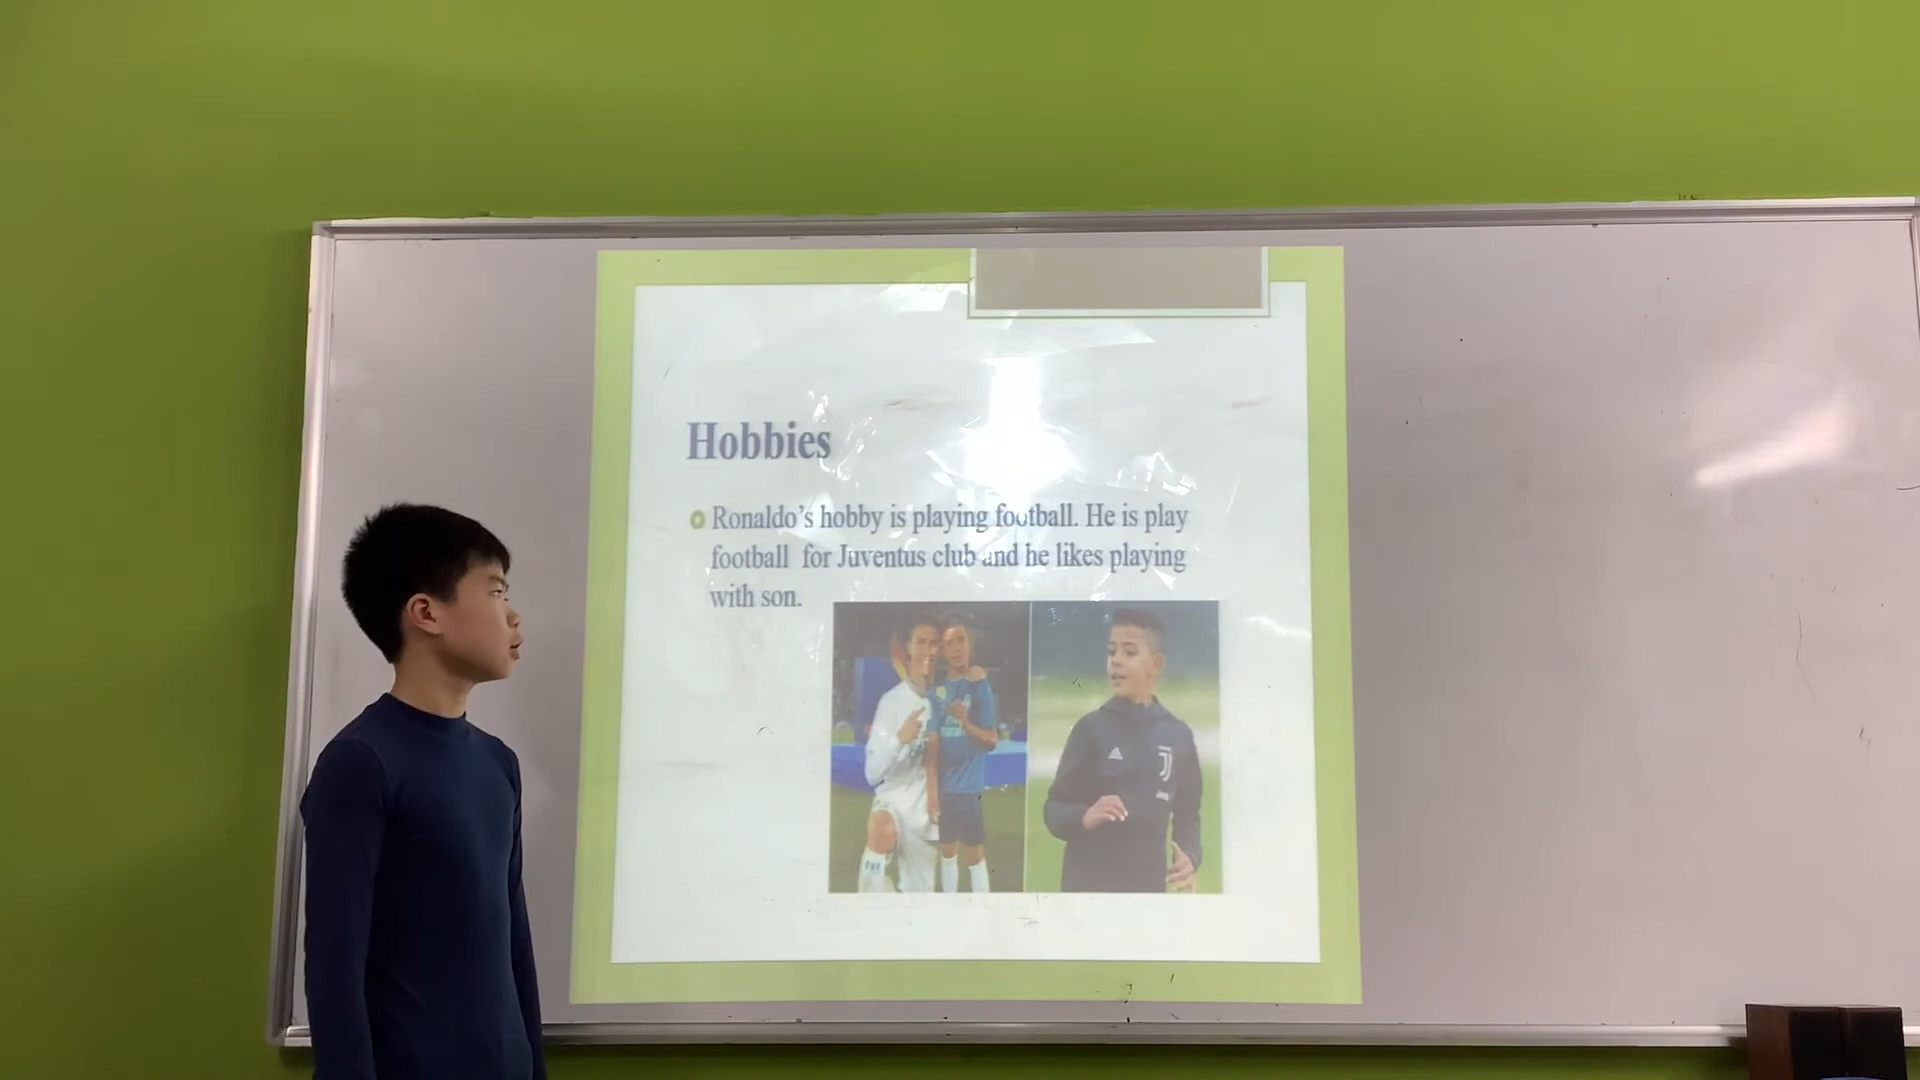 Hobbies
Ronaldo's hobby is playing football. He is play
football for Juventus club and he likes playing
with son.